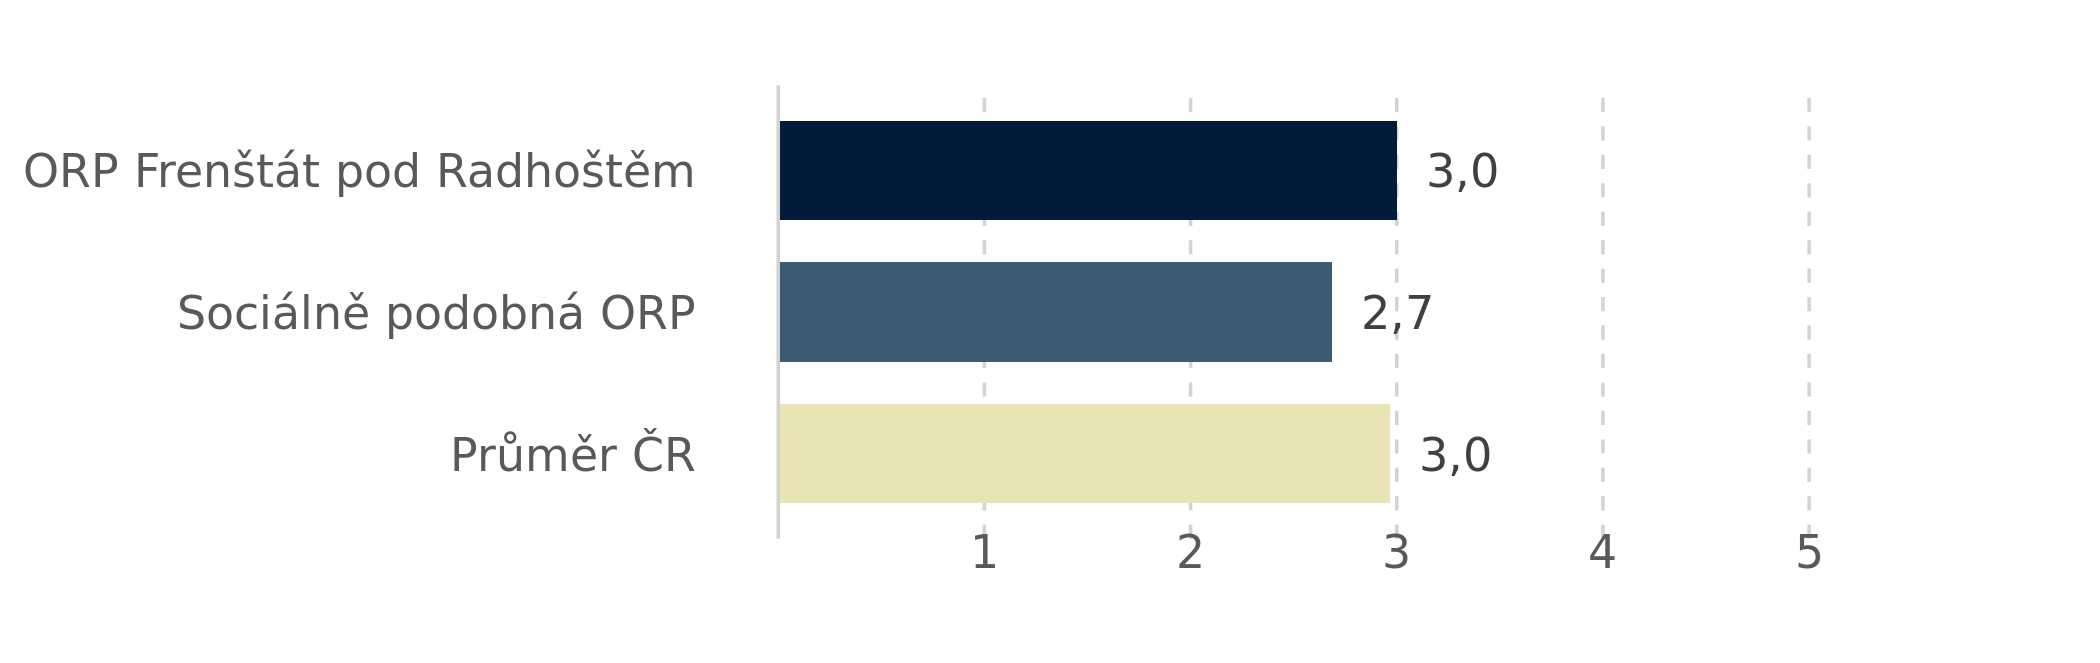 ORP Frenštát pod Radhoštěm 3,0
Sociálně podobná ORP 2,7
Průměr ČR 3,0
1 2 3 4 5